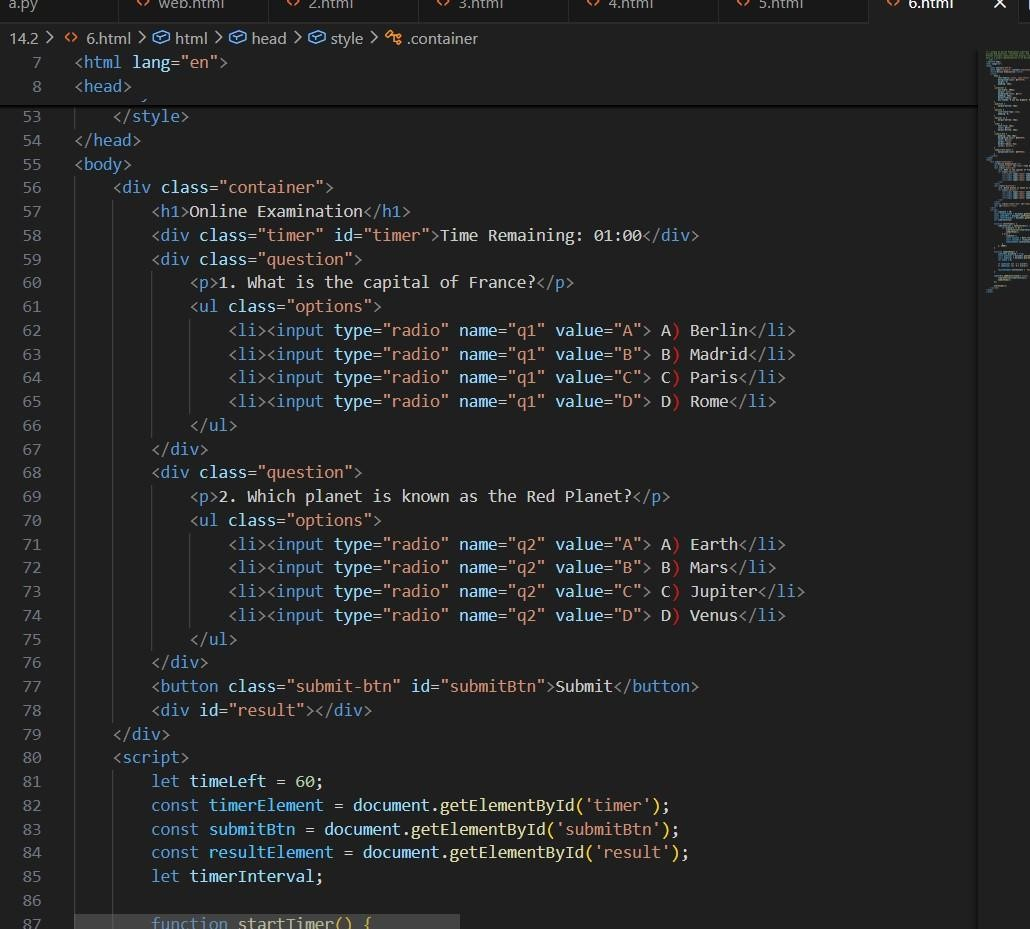 a.py web.html 2.html 3.html 4.html 5.html 6.html
14.2 > 6.html > html > head > style > .container
7 <html lang="en">
8 <head>
53 </style>
54 </head>
55 <body>
56 <div class="container">
57 <h1>Online Examination</h1>
58 <div class="timer" id="timer">Time Remaining: 01:00</div>
59 <div class="question">
60 <p>1. What is the capital of France?</p>
61 <ul class="options">
62 <li><input type="radio" name="q1" value="A"> A) Berlin</li>
63 <li><input type="radio" name="q1" value="B"> B) Madrid</li>
64 <li><input type="radio" name="q1" value="C"> C) Paris</li>
65 <li><input type="radio" name="q1" value="D"> D) Rome</li>
66 </ul>
67 </div>
68 <div class="question">
69 <p>2. Which planet is known as the Red Planet?</p>
70 <ul class="options">
71 <li><input type="radio" name="q2" value="A"> A) Earth</li>
72 <li><input type="radio" name="q2" value="B"> B) Mars</li>
73 <li><input type="radio" name="q2" value="C"> C) Jupiter</li>
74 <li><input type="radio" name="q2" value="D"> D) Venus</li>
75 </ul>
76 </div>
77 <button class="submit-btn" id="submitBtn">Submit</button>
78 <div id="result"></div>
79 </div>
80 <script>
81 let timeLeft = 60;
82 const timerElement = document.getElementById('timer');
83 const submitBtn = document.getElementById('submitBtn');
84 const resultElement = document.getElementById('result');
85 let timerInterval;
86
87 function startTimer() {